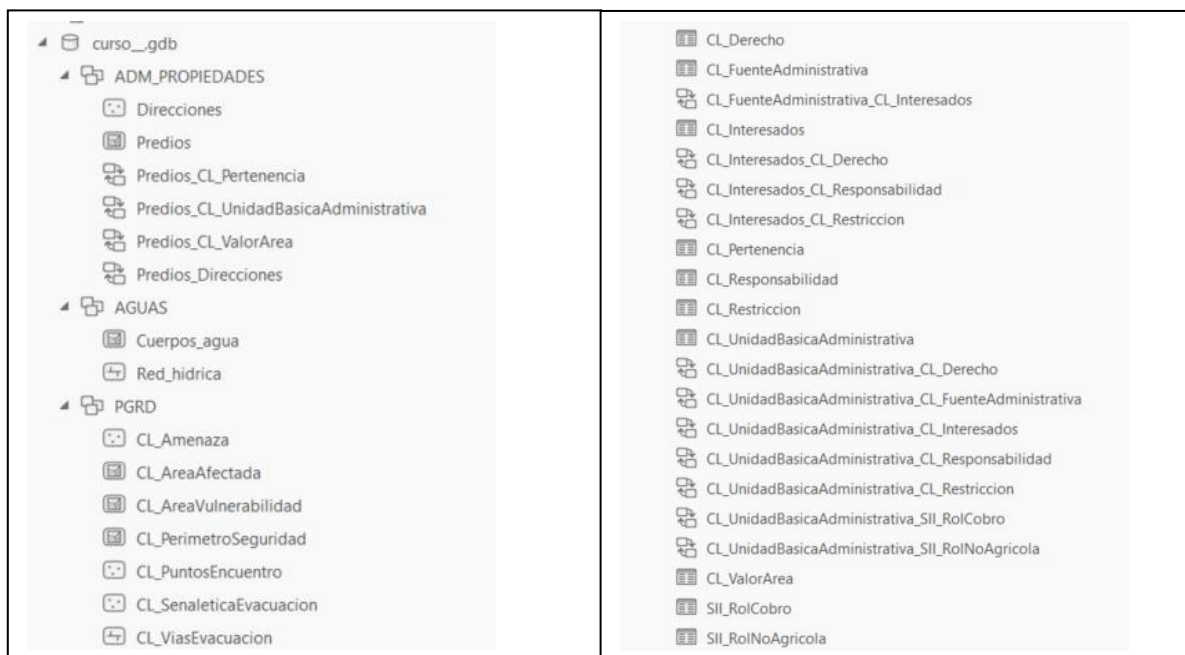 curso__.gdb
ADM_PROPIEDADES
Direcciones
Predios
Predios_CL_Pertenencia
Predios_CL_UnidadBasicaAdministrativa
Predios_CL_ValorArea
Predios_Direcciones
AGUAS
Cuerpos_agua
Red_hidrica
PGRD
CL_Amenaza
CL_AreaAfectada
CL_AreaVulnerabilidad
CL_PerimetroSeguridad
CL_PuntosEncuentro
CL_SenaleticaEvacuacion
CL_ViasEvacuacion
CL_Derecho
CL_FuenteAdministrativa
CL_FuenteAdministrativa_CL_Interesados
CL_Interesados
CL_Interesados_CL_Derecho
CL_Interesados_CL_Responsabilidad
CL_Interesados_CL_Restriccion
CL_Pertenencia
CL_Responsabilidad
CL_Restriccion
CL_UnidadBasicaAdministrativa
CL_UnidadBasicaAdministrativa_CL_Derecho
CL_UnidadBasicaAdministrativa_CL_FuenteAdministrativa
CL_UnidadBasicaAdministrativa_CL_Interesados
CL_UnidadBasicaAdministrativa_CL_Responsabilidad
CL_UnidadBasicaAdministrativa_CL_Restriccion
CL_UnidadBasicaAdministrativa_SII_RolCobro
CL_UnidadBasicaAdministrativa_SII_RolNoAgricola
CL_ValorArea
SII_RolCobro
SII_RolNoAgricola